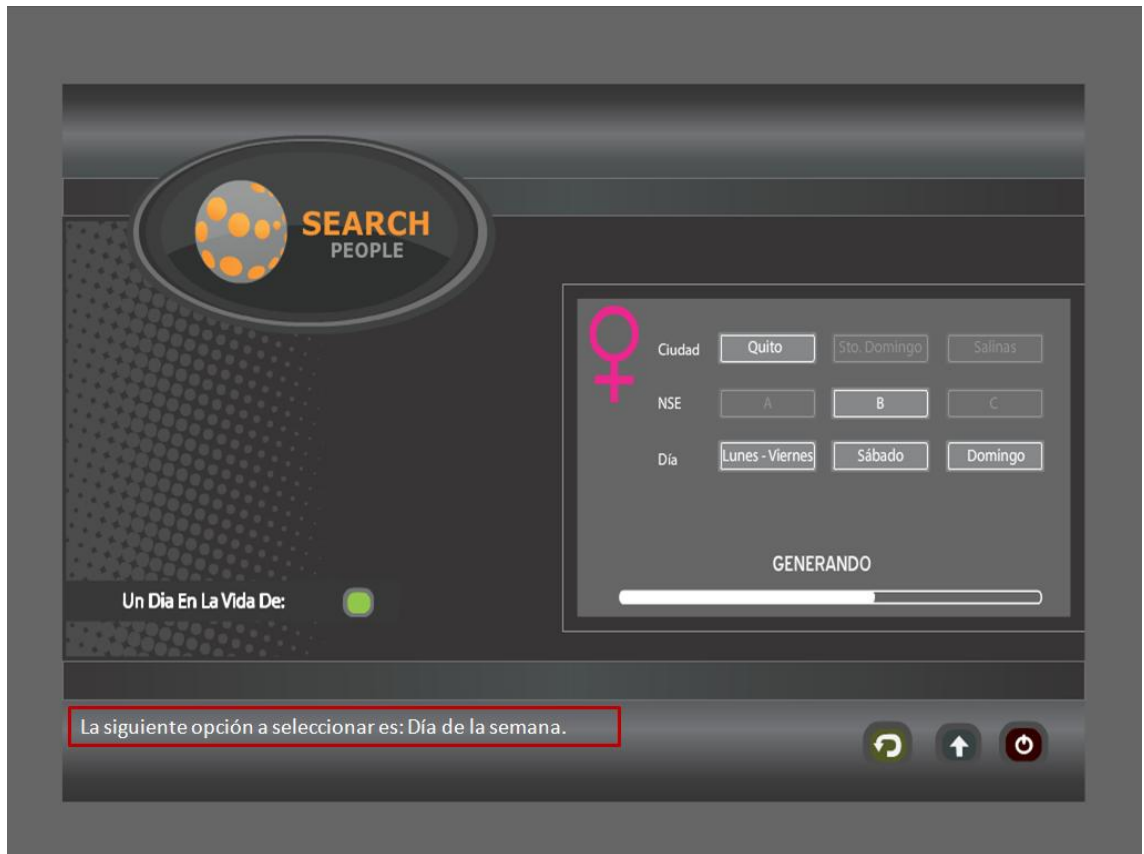 SEARCH
PEOPLE
Ciudad Quito Sto. Domingo Salinas
NSE A B C
Día Lunes - Viernes Sábado Domingo
GENERANDO
Un Dia En La Vida De:
La siguiente opción a seleccionar es: Día de la semana.